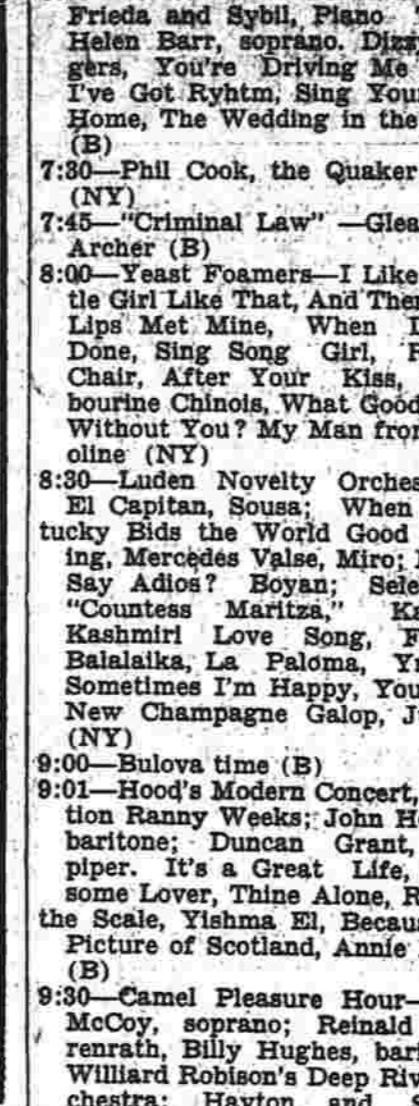 Frieda and Sybil, Piano
Helen Barr, soprano.
gers, You're Driving Me
I've Got Ryhtm, Sing
Home, The Wedding in the
(B)
7:30—Phil Cook, the Quaker
(NY)
7:45—"Criminal Law" —Glea
Archer (B)
8:00—Yeast Foamers—I Like
tle Girl Like That, And
Lips Met Mine, When
Done, Sing Song Girl,
Chair, After Your Kiss,
bourine Chinois, What Good
Without You? My Man
oline (NY)
8:30—Luden Novelty Orches
El Capitan, Sousa; When
tucky Bids the World Good
ing, Mercedes Valse, Miro;
Say Adios? Boyan; Sele
"Countess Maritza," Ka
Kashmiri Love Song, F
Balalaika, La Paloma, Y
Sometimes I'm Happy, You
New Champagne Galop, J
(NY)
9:00—Bulova time (B)
9:01—Hood's Modern Concert,
tion Ranny Weeks; John H
baritone; Duncan Grant,
piper. It's a Great Life,
some Lover, Thine Alone, R
the Scale, Yishma El, Becaus
Picture of Scotland, Annie
(B)
9:30—Camel Pleasure Hour—
McCoy, soprano; Reinald
renrath, Billy Hughes, bari
Williard Robison's Deep Riv
chestra; Hayton and